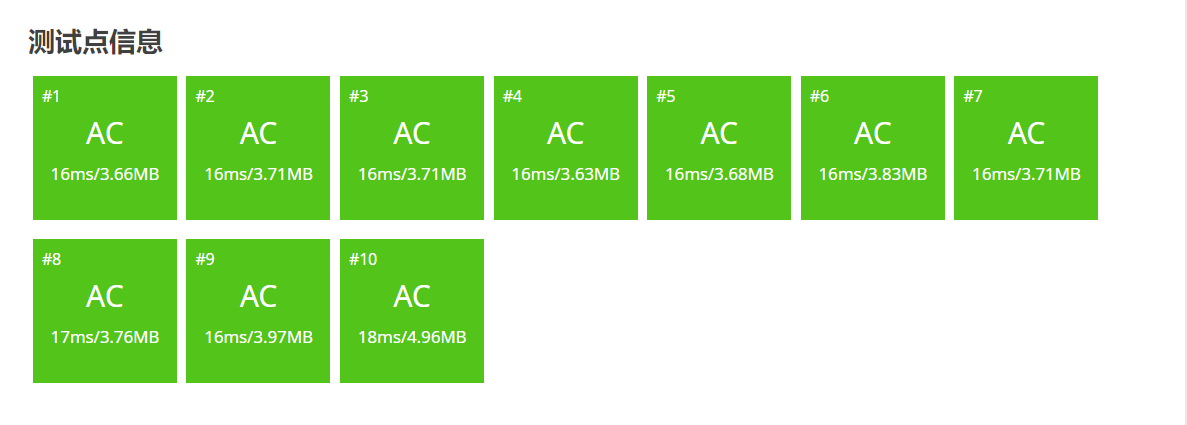 测试点信息
#1 #2 #3 #4 #5 #6 #7
AC AC AC AC AC AC AC
16ms/3.66MB 16ms/3.71MB 16ms/3.71MB 16ms/3.63MB 16ms/3.68MB 16ms/3.83MB 16ms/3.71MB
#8 #9 #10
AC AC AC
17ms/3.76MB 16ms/3.97MB 18ms/4.96MB